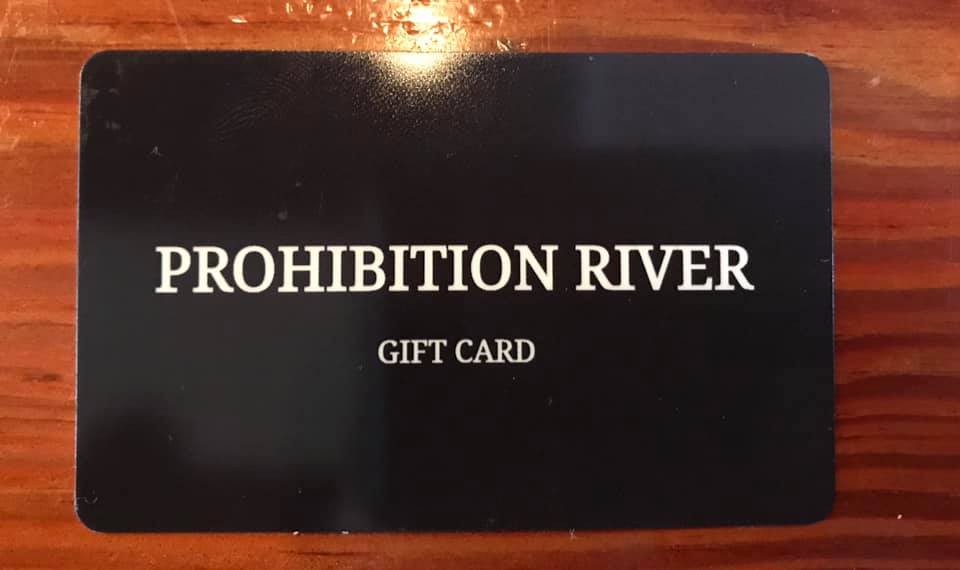 PROHIBITION RIVER
GIFT CARD